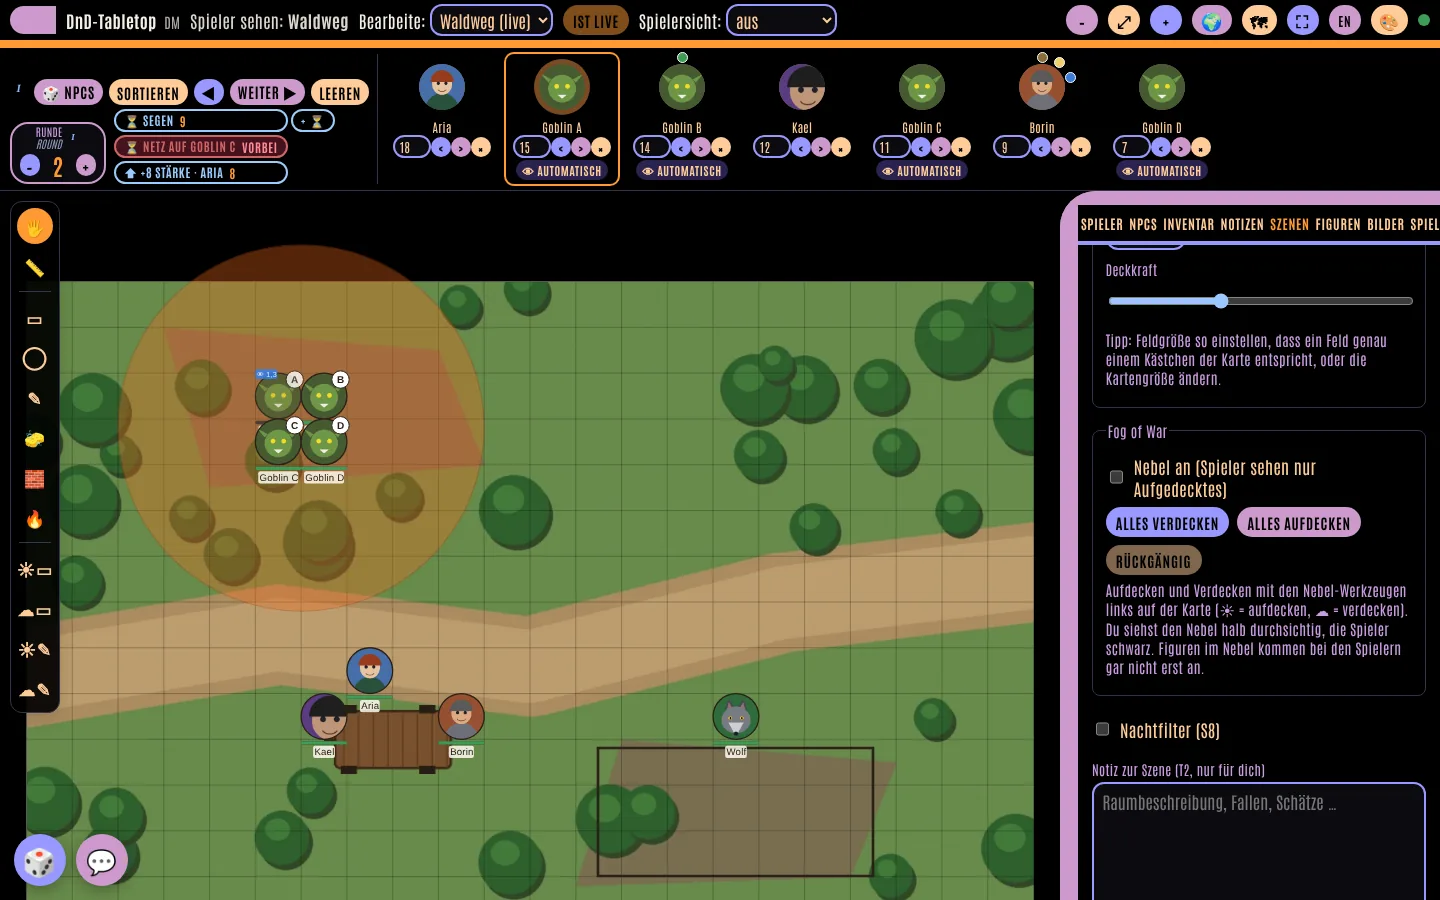 DnD-Tabletop DM Spieler sehen: Waldweg Bearbeite: Waldweg (live) IST LIVE Spielersicht: aus
- + EN
I NPCS SORTIEREN WEITER LEEREN
RUNDE
ROUND I
- 2 +
SEGEN 9 +
NETZ AUF GOBLIN C VORBEI
+8 STÄRKE · ARIA 8
Aria
18 < > ×
Goblin A
15 < > ×
AUTOMATISCH
Goblin B
14 < > ×
AUTOMATISCH
Kael
12 < > ×
Goblin C
11 < > ×
AUTOMATISCH
Borin
9 < > ×
Goblin D
7 < > ×
AUTOMATISCH
1,3 A B
C D
Goblin C Goblin D
Aria
Kael Borin
Wolf
SPIELER NPCS INVENTAR NOTIZEN SZENEN FIGUREN BILDER SPIEL
Deckkraft
Tipp: Feldgröße so einstellen, dass ein Feld genau
einem Kästchen der Karte entspricht, oder die
Kartengröße ändern.
Fog of War
Nebel an (Spieler sehen nur
Aufgedecktes)
ALLES VERDECKEN ALLES AUFDECKEN
RÜCKGÄNGIG
Aufdecken und Verdecken mit den Nebel-Werkzeugen
links auf der Karte (☀ = aufdecken, ☁ = verdecken).
Du siehst den Nebel halb durchsichtig, die Spieler
schwarz. Figuren im Nebel kommen bei den Spielern
gar nicht erst an.
Nachtfilter (S8)
Notiz zur Szene (T2, nur für dich)
Raumbeschreibung, Fallen, Schätze …